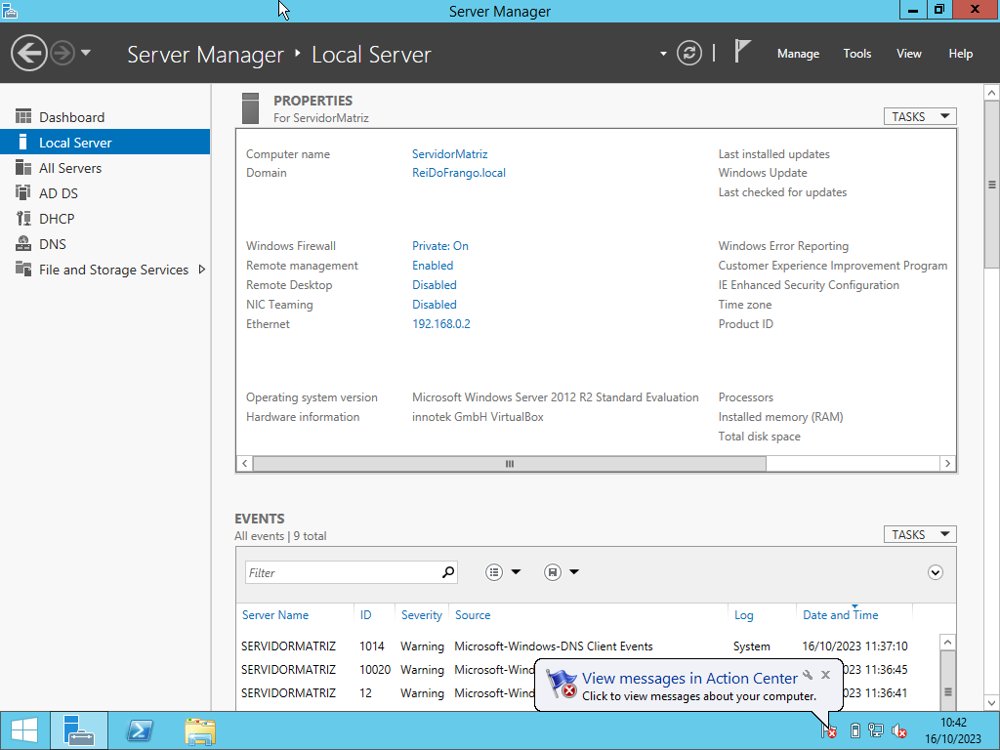 Server Manager
Server Manager ‣ Local Server
Manage Tools View Help
Dashboard
Local Server
All Servers
AD DS
DHCP
DNS
File and Storage Services
PROPERTIES
For ServidorMatriz
TASKS
Computer name ServidorMatriz Last installed updates
Domain ReiDoFrango.local Windows Update
Last checked for updates
Windows Firewall Private: On Windows Error Reporting
Remote management Enabled Customer Experience Improvement Program
Remote Desktop Disabled IE Enhanced Security Configuration
NIC Teaming Disabled Time zone
Ethernet 192.168.0.2 Product ID
Operating system version Microsoft Windows Server 2012 R2 Standard Evaluation Processors
Hardware information innotek GmbH VirtualBox Installed memory (RAM)
Total disk space
EVENTS
All events | 9 total
TASKS
Filter
Server Name ID Severity Source Log Date and Time
SERVIDORMATRIZ 1014 Warning Microsoft-Windows-DNS Client Events System 16/10/2023 11:37:10
SERVIDORMATRIZ 10020 Warning Microsoft-Wind 023 11:36:45
SERVIDORMATRIZ 12 Warning Microsoft-Wind 023 11:36:41
View messages in Action Center
Click to view messages about your computer.
10:42
16/10/2023